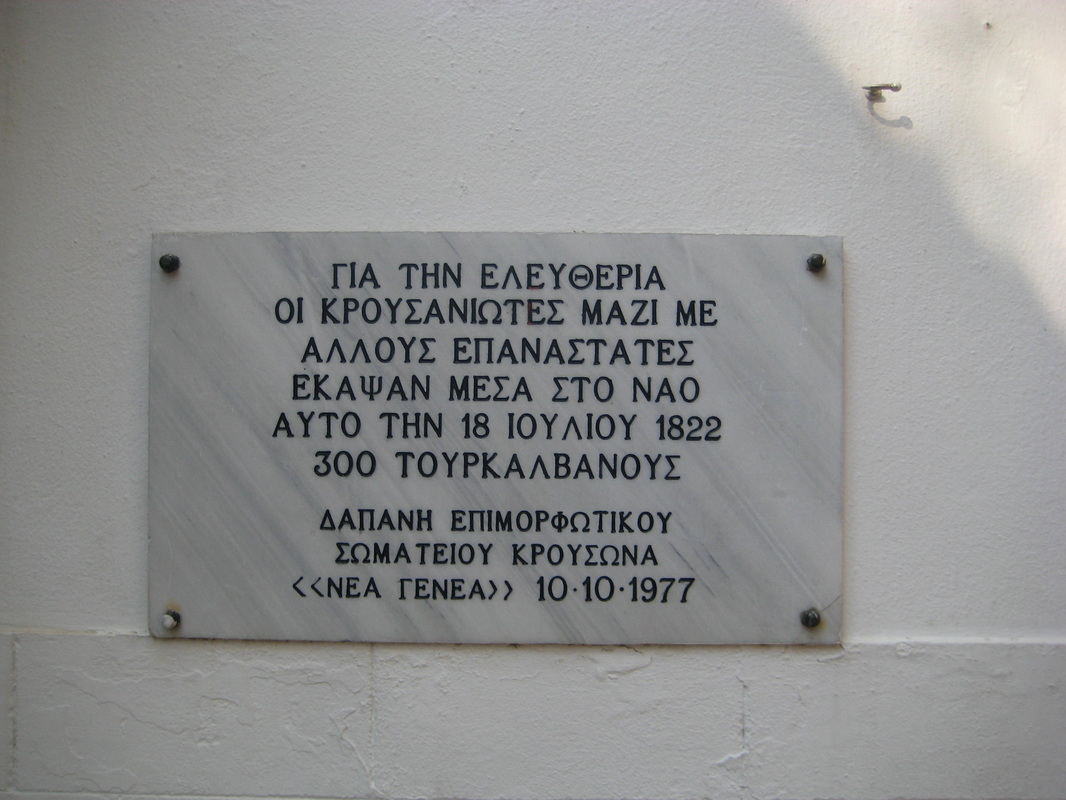 ΓΙΑ ΤΗΝ ΕΛΕΥΘΕΡΙΑ
ΟΙ ΚΡΟΥΣΑΝΙΩΤΕΣ ΜΑΖΙ ΜΕ
ΑΛΛΟΥΣ ΕΠΑΝΑΣΤΑΤΕΣ
ΕΚΑΨΑΝ ΜΕΣΑ ΣΤΟ ΝΑΟ
ΑΥΤΟ ΤΗΝ 18 ΙΟΥΛΙΟΥ 1822
300 ΤΟΥΡΚΑΛΒΑΝΟΥΣ
ΔΑΠΑΝΗ ΕΠΙΜΟΡΦΩΤΙΚΟΥ
ΣΩΜΑΤΕΙΟΥ ΚΡΟΥΣΩΝΑ
<<ΝΕΑ ΓΕΝΕΑ>> 10·10·1977